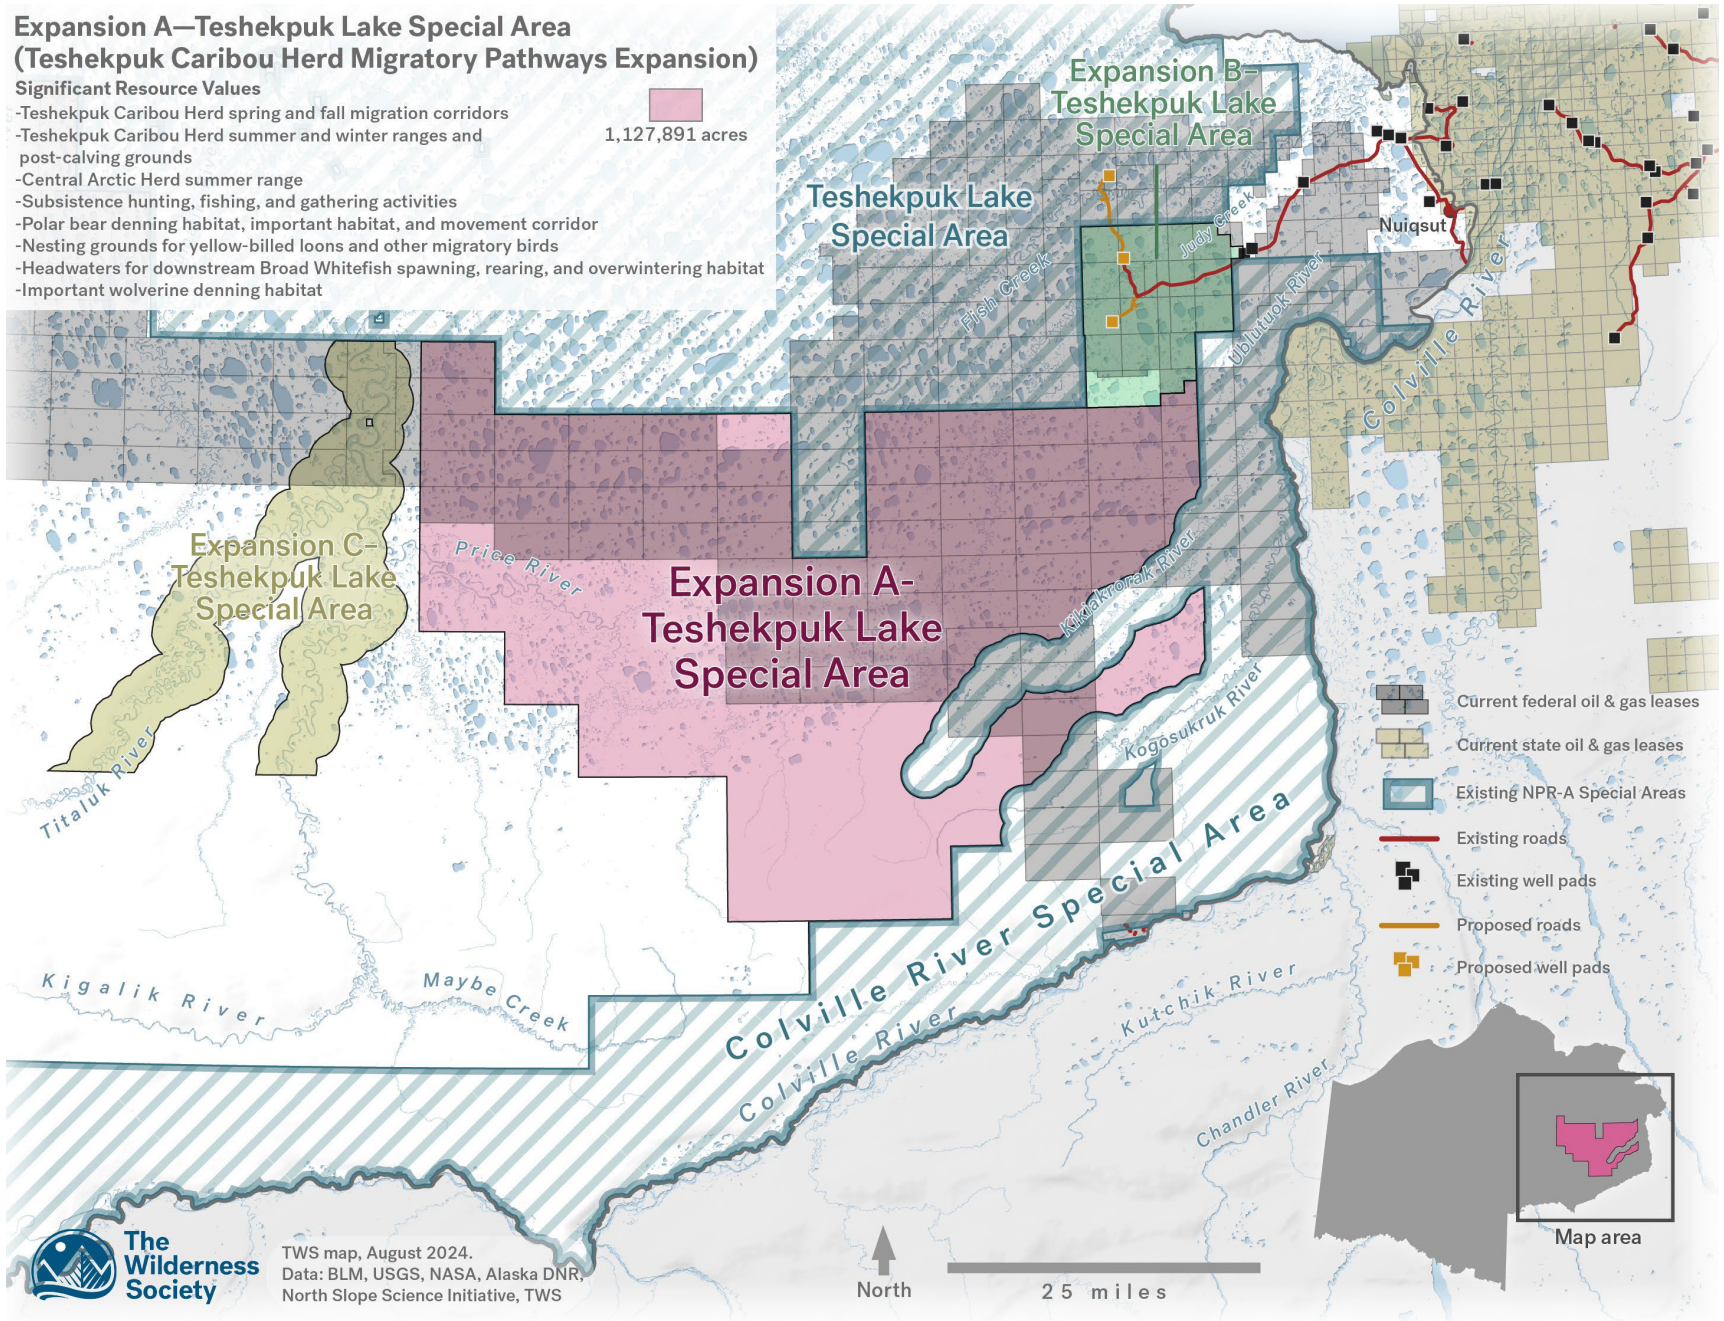 Expansion A—Teshekpuk Lake Special Area
(Teshekpuk Caribou Herd Migratory Pathways Expansion)
Significant Resource Values
-Teshekpuk Caribou Herd spring and fall migration corridors
-Teshekpuk Caribou Herd summer and winter ranges and
post-calving grounds
-Central Arctic Herd summer range
-Subsistence hunting, fishing, and gathering activities
-Polar bear denning habitat, important habitat, and movement corridor
-Nesting grounds for yellow-billed loons and other migratory birds
-Headwaters for downstream Broad Whitefish spawning, rearing, and overwintering habitat
-Important wolverine denning habitat
1,127,891 acres
Expansion B–
Teshekpuk Lake
Special Area
Teshekpuk Lake
Special Area
Judy Creek
Fish Creek
Nuiqsut
Ublutuok River
Colville River
Expansion C–
Teshekpuk Lake
Special Area
Price River
Expansion A-
Teshekpuk Lake
Special Area
Kikiakrorak River
Kogosukruk River
Titaluk River
Kigalik River
Maybe Creek
Colville River Special Area
Colville River
Kutchik River
Chandler River
Current federal oil & gas leases
Current state oil & gas leases
Existing NPR-A Special Areas
Existing roads
Existing well pads
Proposed roads
Proposed well pads
Map area
The
Wilderness
Society
TWS map, August 2024.
Data: BLM, USGS, NASA, Alaska DNR,
North Slope Science Initiative, TWS
North
25 miles